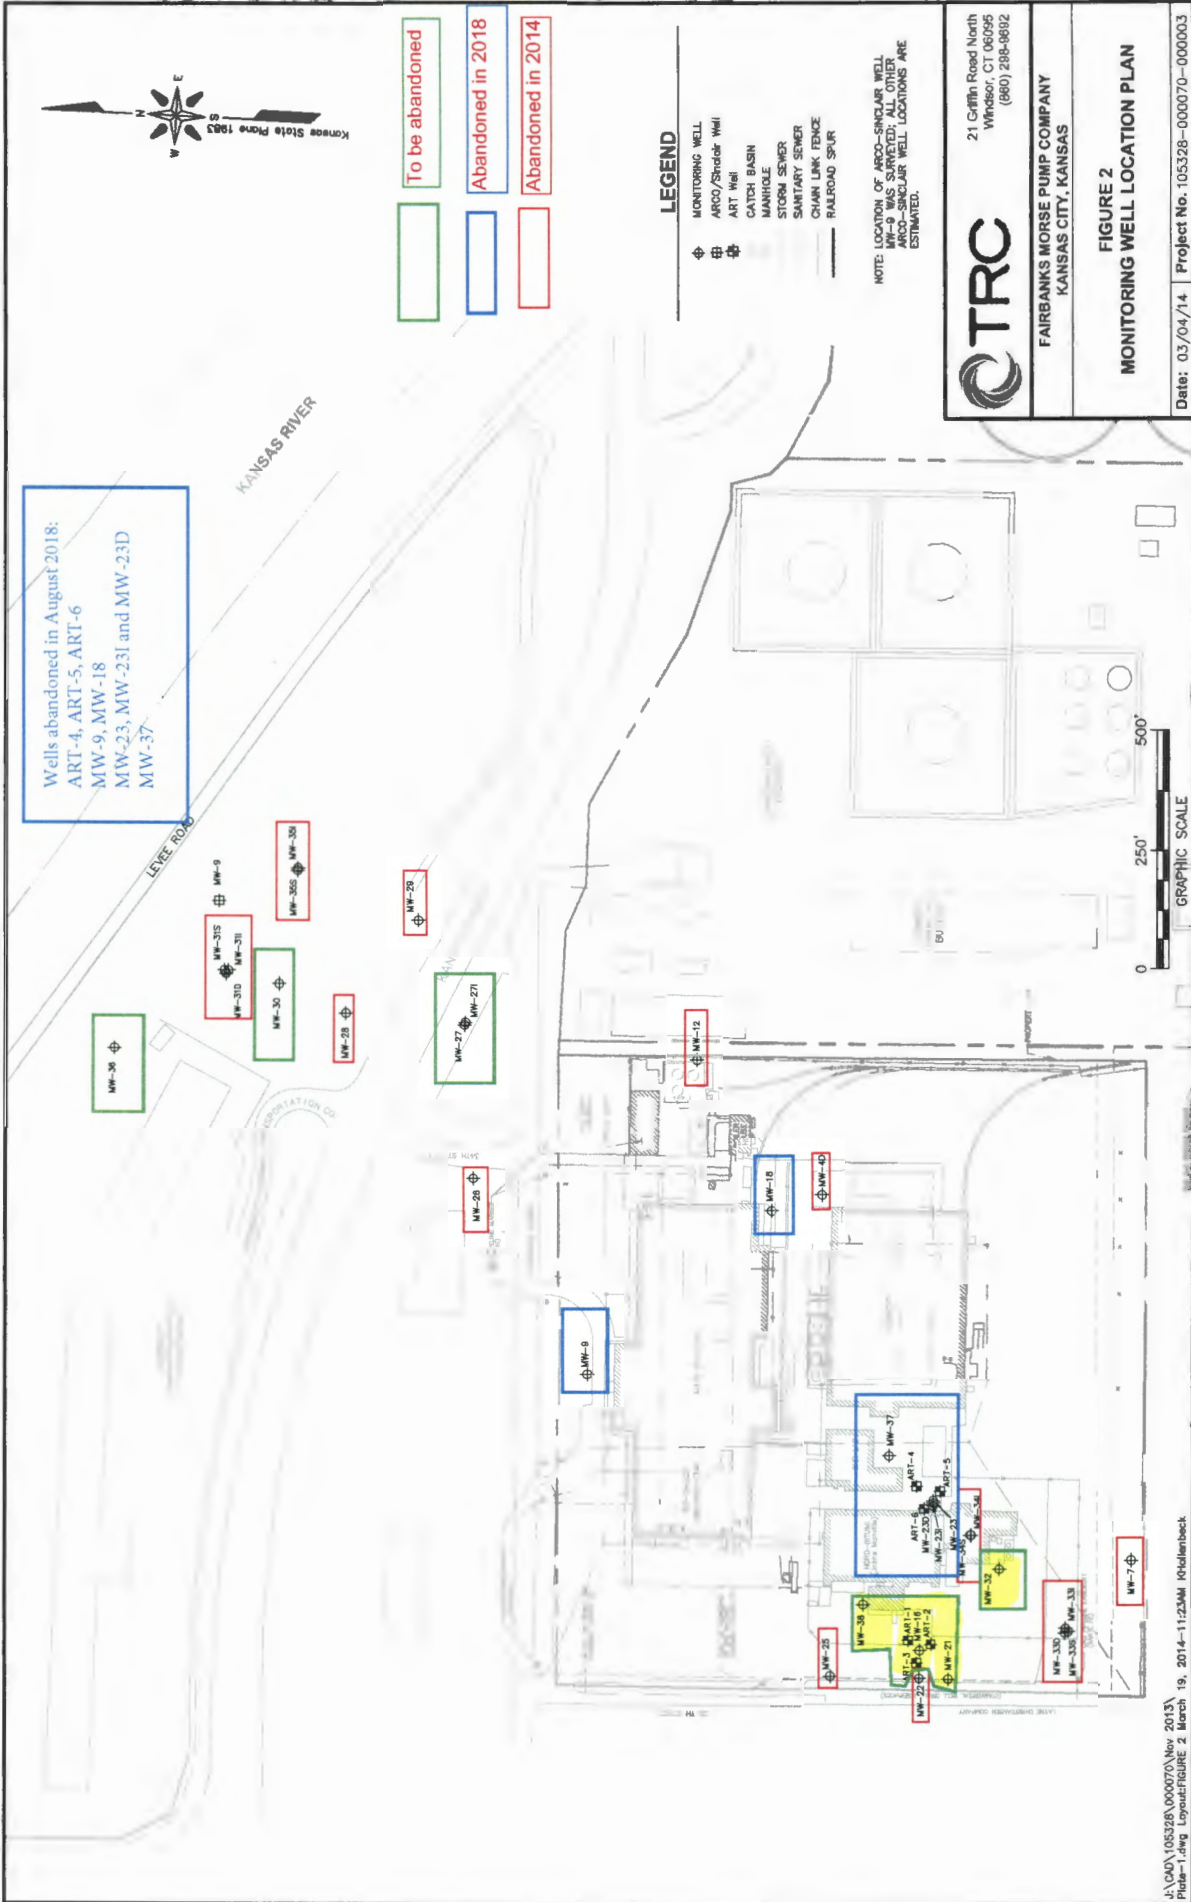 N
W
E
S
Kansas State Plane 1983
To be abandoned
Abandoned in 2018
Abandoned in 2014
Wells abandoned in August 2018:
ART-4, ART-5, ART-6
MW-9, MW-18
MW-23, MW-23I and MW-23D
MW-37
KANSAS RIVER
LEVEE ROAD
LEGEND
MONITORING WELL
ARCO/Sinclair Well
ART Well
CATCH BASIN
MANHOLE
STORM SEWER
SANITARY SEWER
CHAIN LINK FENCE
RAILROAD SPUR
NOTE: LOCATION OF ARCO-SINCLAIR WELL
MW-9 WAS SURVEYED; ALL OTHER
ARCO-SINCLAIR WELL LOCATIONS ARE
ESTIMATED.
MW-36
MW-31S
MW-31I
MW-31D
MW-9
MW-35S
MW-35I
MW-30
MW-28
MW-29
MW-27
MW-27I
MW-26
36TH ST
MW-12
MW-9
MW-18
MW-4D
MW-37
ART-4
ART-5
ART-6
MW-23D
MW-23I
MW-23
MW-34S
MW-34I
MW-32
MW-38
ART-1
MW-16
ART-2
ART-3
MW-21
MW-22
MW-25
MW-33D
MW-33S
MW-33I
MW-7
LAYNE CHRISTENSEN COMPANY
0
250'
500'
GRAPHIC SCALE
TRC
21 Griffin Road North
Windsor, CT 06095
(860) 298-9692
FAIRBANKS MORSE PUMP COMPANY
KANSAS CITY, KANSAS
FIGURE 2
MONITORING WELL LOCATION PLAN
Date: 03/04/14
Project No. 105328-000070-000003
J:\CAD\105328\000070\Nov 2013\
Plate-1.dwg Layout:FIGURE 2 March 19, 2014-11:23AM KHollenbeck